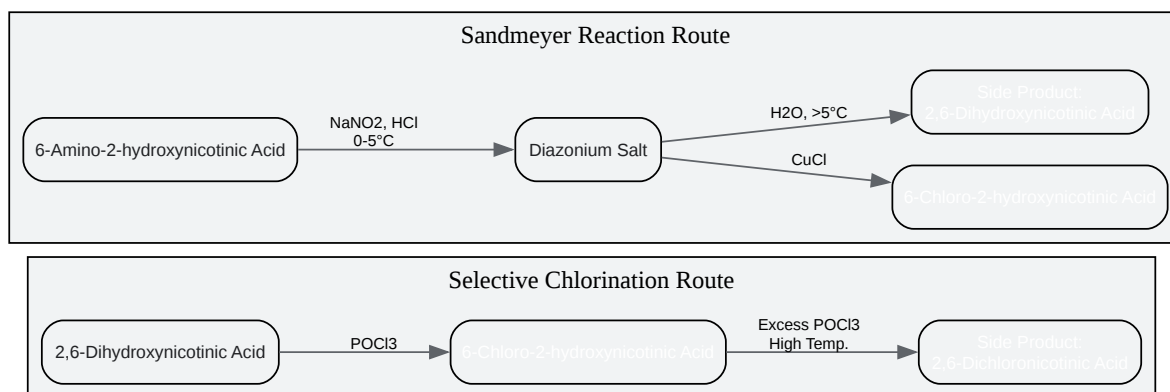 Sandmeyer Reaction Route
6-Amino-2-hydroxynicotinic Acid
NaNO2, HCl
0-5°C
Diazonium Salt
H2O, >5°C
Side Product:
2,6-Dihydroxynicotinic Acid
CuCl
6-Chloro-2-hydroxynicotinic Acid
Selective Chlorination Route
2,6-Dihydroxynicotinic Acid
POCl3
6-Chloro-2-hydroxynicotinic Acid
Excess POCl3
High Temp.
Side Product:
2,6-Dichloronicotinic Acid